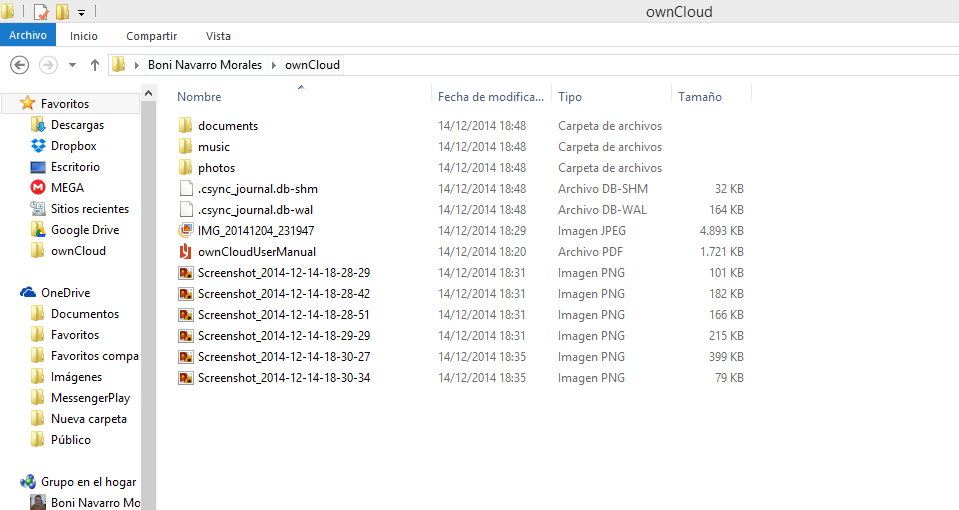 ownCloud
Archivo Inicio Compartir Vista
Boni Navarro Morales ownCloud
Favoritos
Descargas
Dropbox
Escritorio
MEGA
Sitios recientes
Google Drive
ownCloud
OneDrive
Documentos
Favoritos
Favoritos compa
Imágenes
MessengerPlay
Nueva carpeta
Público
Grupo en el hogar
Boni Navarro Mo
Nombre Fecha de modifica... Tipo Tamaño
documents 14/12/2014 18:48 Carpeta de archivos
music 14/12/2014 18:48 Carpeta de archivos
photos 14/12/2014 18:48 Carpeta de archivos
.csync_journal.db-shm 14/12/2014 18:48 Archivo DB-SHM 32 KB
.csync_journal.db-wal 14/12/2014 18:48 Archivo DB-WAL 164 KB
IMG_20141204_231947 14/12/2014 18:29 Imagen JPEG 4.893 KB
ownCloudUserManual 14/12/2014 18:20 Archivo PDF 1.721 KB
Screenshot_2014-12-14-18-28-29 14/12/2014 18:31 Imagen PNG 101 KB
Screenshot_2014-12-14-18-28-42 14/12/2014 18:31 Imagen PNG 182 KB
Screenshot_2014-12-14-18-28-51 14/12/2014 18:31 Imagen PNG 166 KB
Screenshot_2014-12-14-18-29-29 14/12/2014 18:31 Imagen PNG 215 KB
Screenshot_2014-12-14-18-30-27 14/12/2014 18:35 Imagen PNG 399 KB
Screenshot_2014-12-14-18-30-34 14/12/2014 18:35 Imagen PNG 79 KB